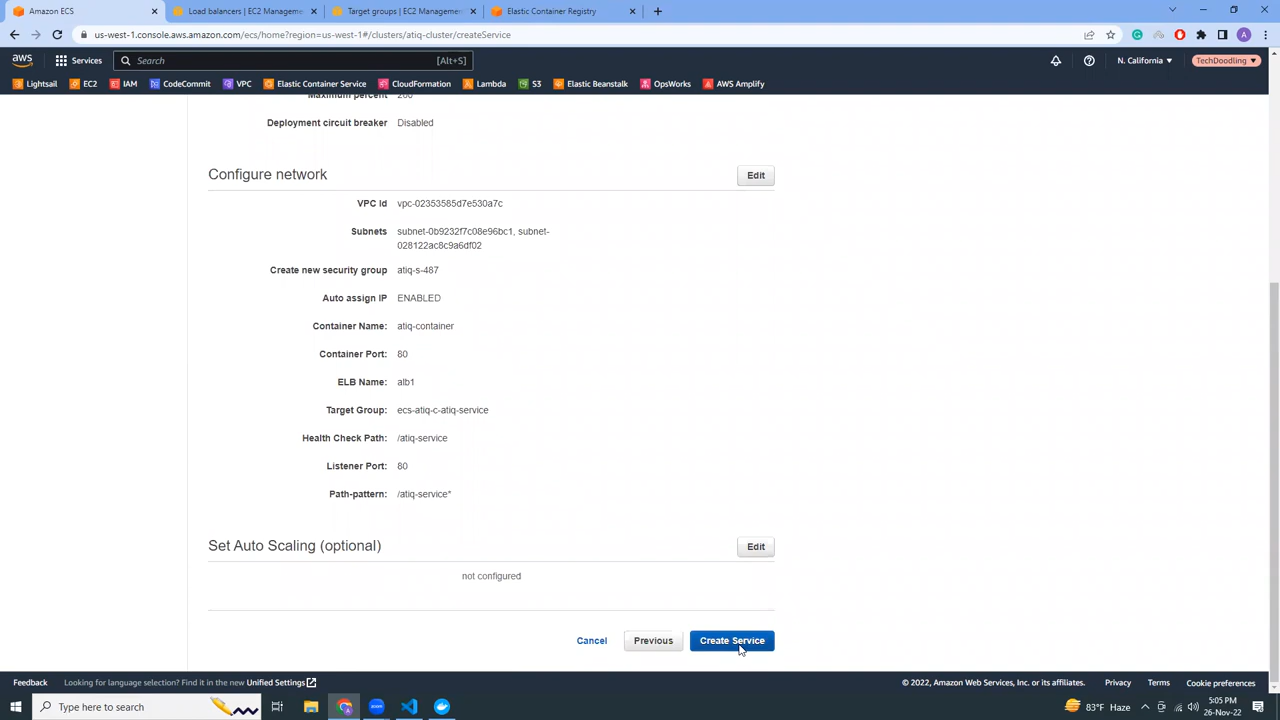 Amazon ECS
Load balancers | EC2 Manageme
Target groups | EC2 Management
Elastic Container Registry
us-west-1.console.aws.amazon.com/ecs/home?region=us-west-1#/clusters/atiq-cluster/createService
aws
Services
Search
[Alt+S]
N. California
TechDoodling
Lightsail
EC2
IAM
CodeCommit
VPC
Elastic Container Service
CloudFormation
Lambda
S3
Elastic Beanstalk
OpsWorks
AWS Amplify
Maximum percent 200
Deployment circuit breaker Disabled
Configure network
Edit
VPC Id vpc-02353585d7e530a7c
Subnets subnet-0b9232f7c08e96bc1, subnet-
028122ac8c9a6df02
Create new security group atiq-s-487
Auto assign IP ENABLED
Container Name: atiq-container
Container Port: 80
ELB Name: alb1
Target Group: ecs-atiq-c-atiq-service
Health Check Path: /atiq-service
Listener Port: 80
Path-pattern: /atiq-service*
Set Auto Scaling (optional)
Edit
not configured
Cancel
Previous
Create Service
Feedback
Looking for language selection? Find it in the new Unified Settings
© 2022, Amazon Web Services, Inc. or its affiliates.
Privacy
Terms
Cookie preferences
Type here to search
83°F Haze
5:05 PM
26-Nov-22